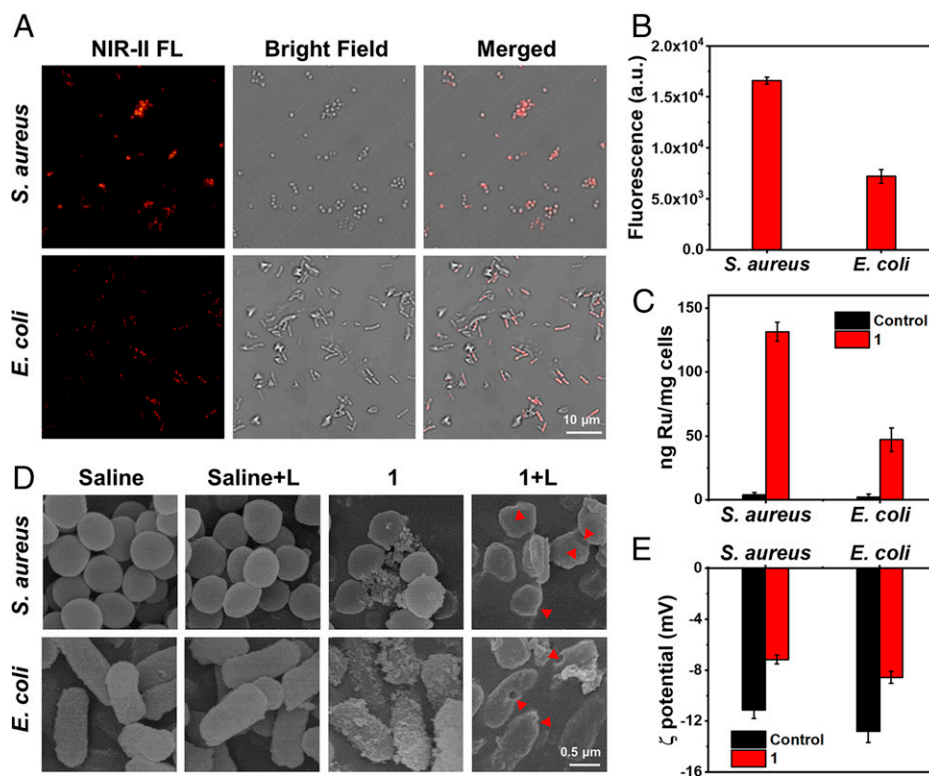 A
NIR-II FL Bright Field Merged
S. aureus
E. coli
10 μm
B
Fluorescence (a.u.)
2.0x10⁴
1.5x10⁴
1.0x10⁴
5.0x10³
0.0
S. aureus E. coli
C
ng Ru/mg cells
150
100
50
0
Control
1
S. aureus E. coli
D
Saline Saline+L 1 1+L
S. aureus
E. coli
0.5 μm
E
S. aureus E. coli
ζ potential (mV)
0
-4
-8
-12
-16
Control
1